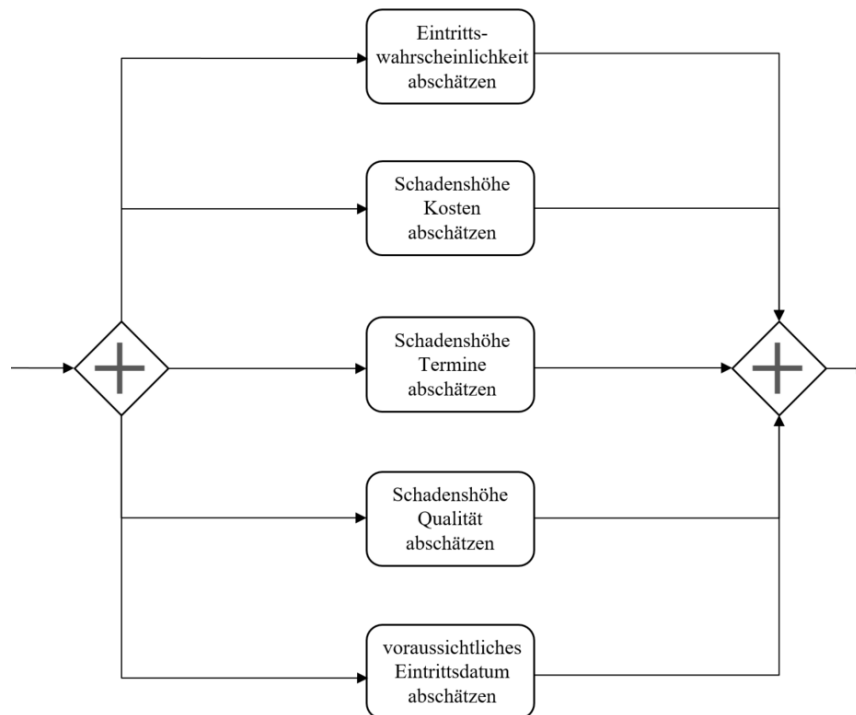 Eintritts-
wahrscheinlichkeit
abschätzen
Schadenshöhe
Kosten
abschätzen
Schadenshöhe
Termine
abschätzen
Schadenshöhe
Qualität
abschätzen
voraussichtliches
Eintrittsdatum
abschätzen